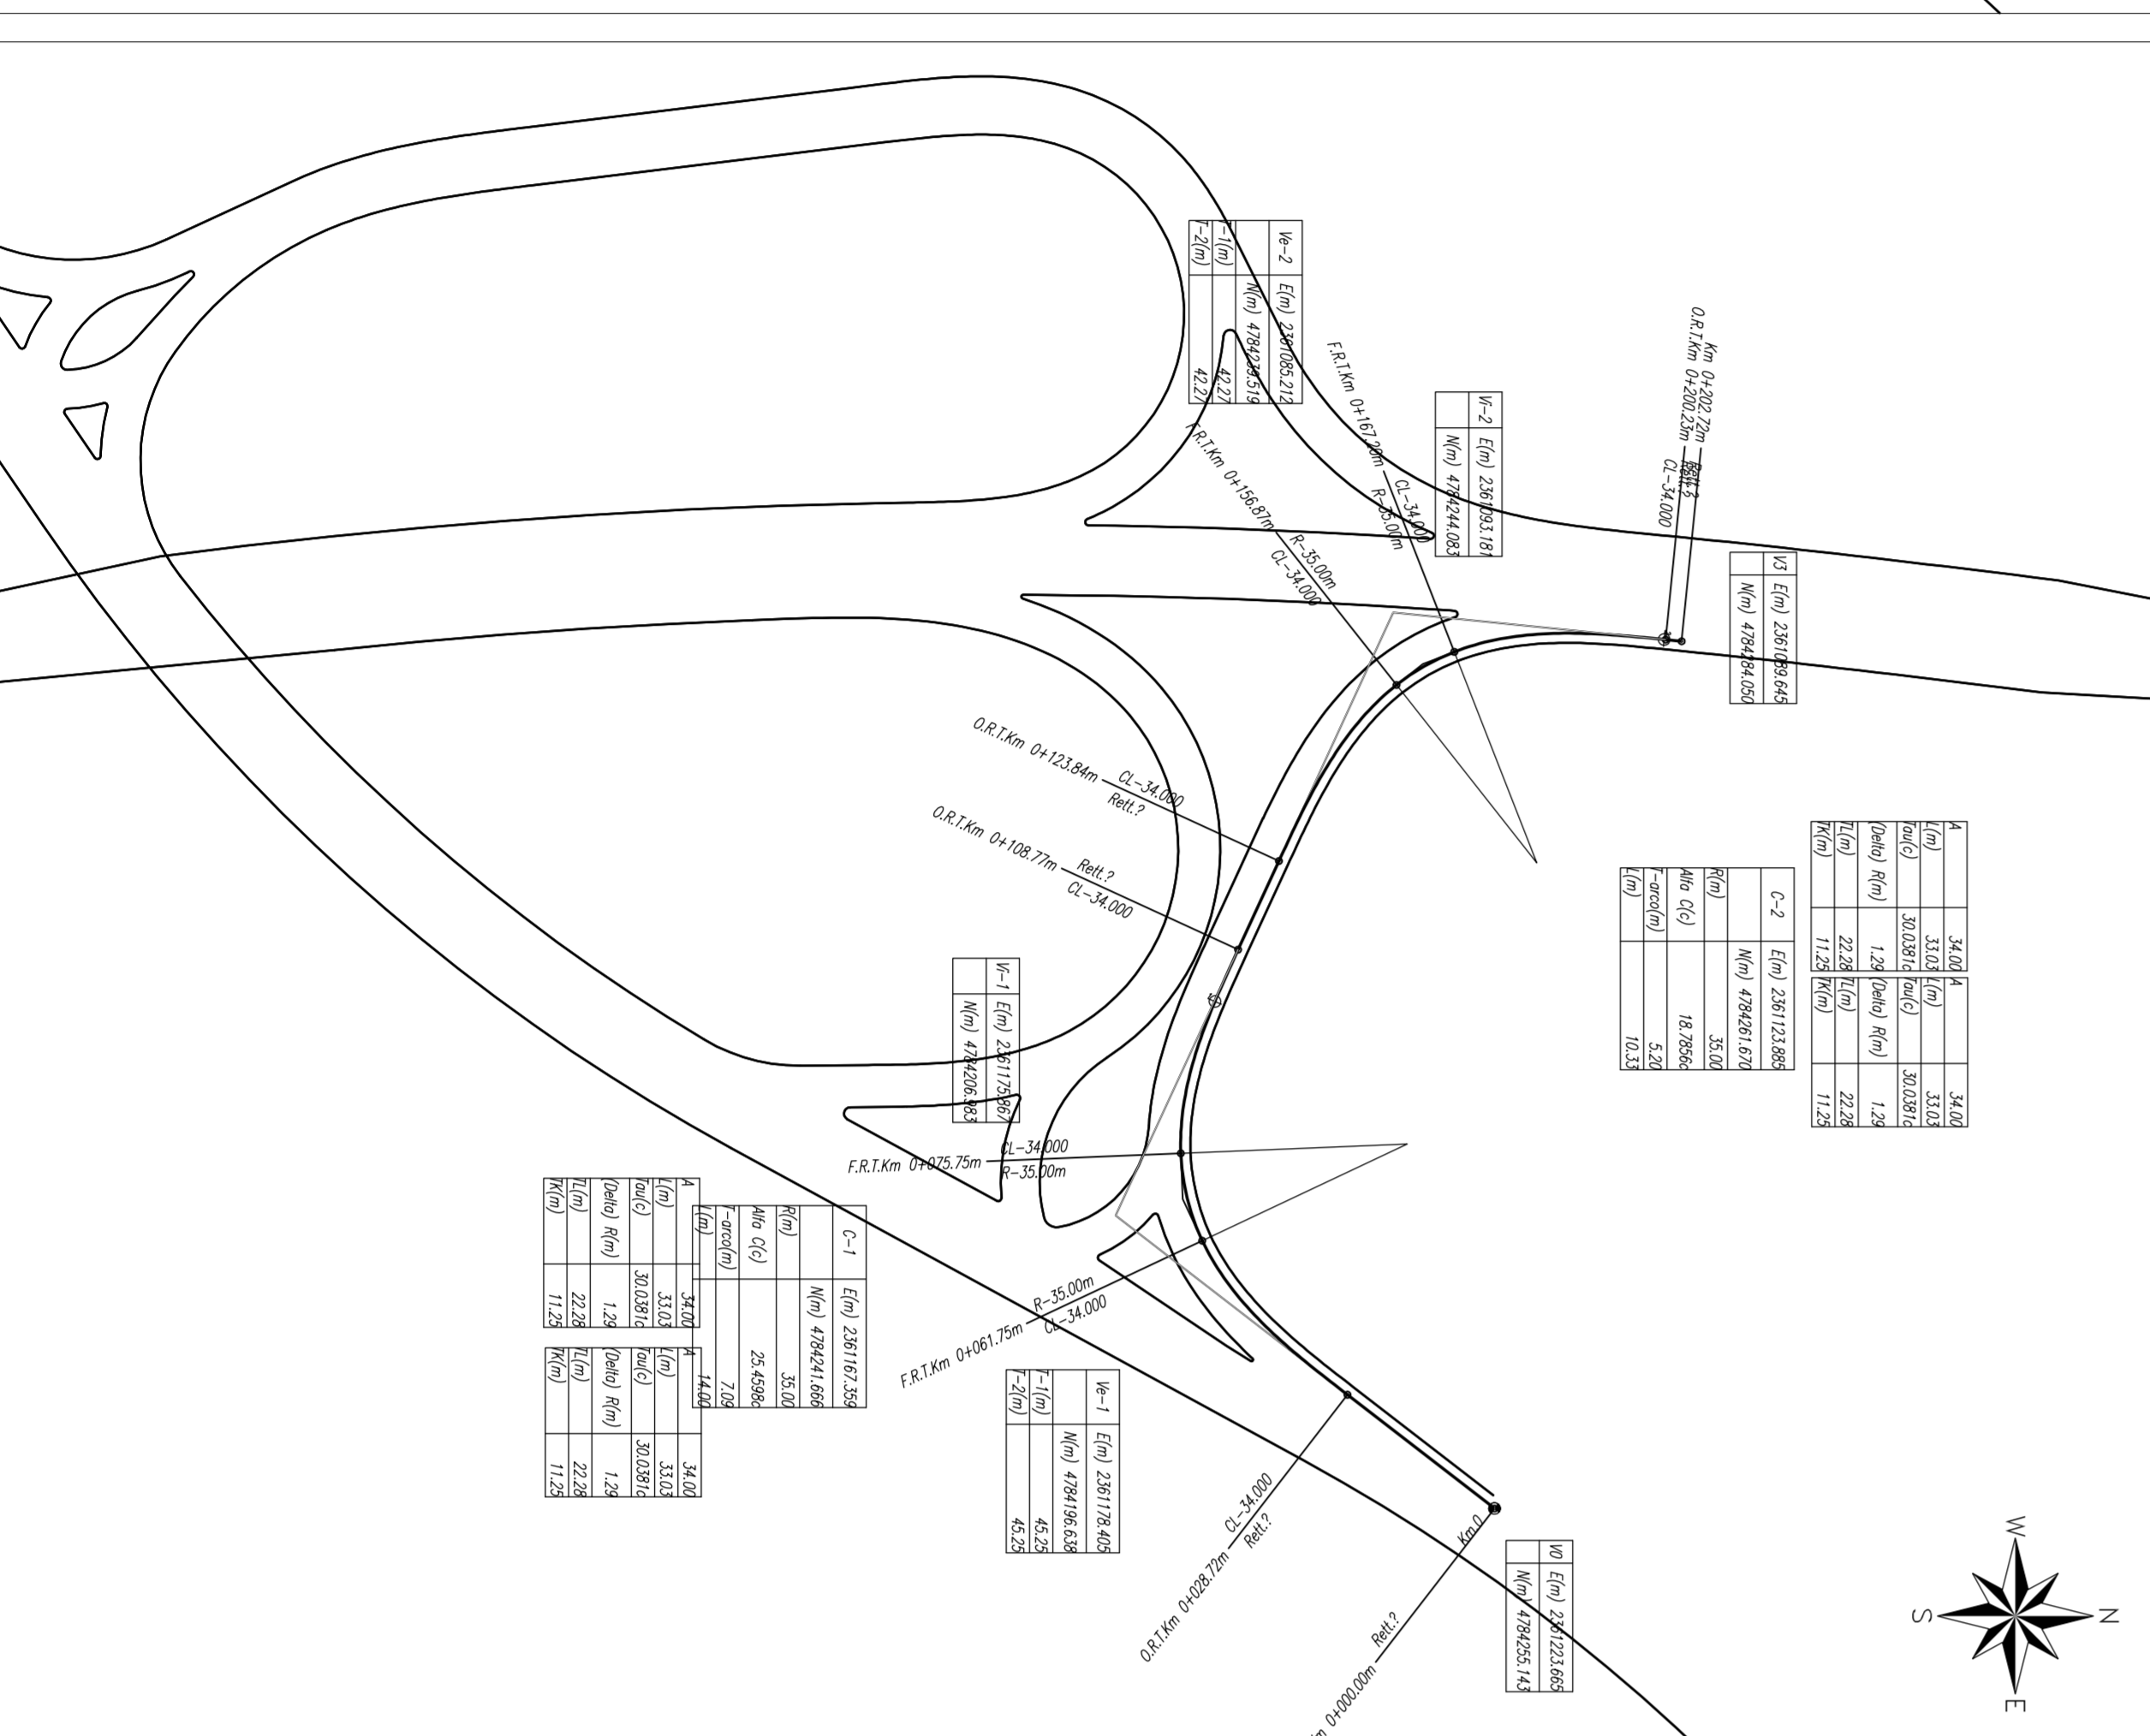 Km 0+202.72m
O.R.T.Km 0+200.23m
Rett.?
CL-34.000
Ve-2 E(m) 2361085.212
N(m) 4784239.519
T-1(m) 42.27
T-2(m) 42.27
F.R.T.Km 0+167.20m
CL-34.000
R-35.00m
Vi-2 E(m) 2361093.181
N(m) 4784244.083
F.R.T.Km 0+156.87m
R-35.00m
CL-34.000
V3 E(m) 2361089.645
N(m) 4784284.050
O.R.T.Km 0+123.84m
CL-34.000
Rett.?
O.R.T.Km 0+108.77m
Rett.?
CL-34.000
A 34.00
L(m) 33.03
Tau(c) 30.0381c
(Delta) R(m) 1.29
TL(m) 22.28
TK(m) 11.25
C-2 E(m) 2361123.885
N(m) 4784261.670
R(m) 35.00
Alfa C(c) 18.7856c
T-arco(m) 5.20
L(m) 10.33
A 34.00
L(m) 33.03
Tau(c) 30.0381c
(Delta) R(m) 1.29
TL(m) 22.28
TK(m) 11.25
Vi-1 E(m) 2361175.867
N(m) 4784206.983
F.R.T.Km 0+075.75m
CL-34.000
R-35.00m
A 34.00
L(m) 33.03
Tau(c) 30.0381c
(Delta) R(m) 1.29
TL(m) 22.28
TK(m) 11.25
C-1 E(m) 2361167.359
N(m) 4784241.666
R(m) 35.00
Alfa C(c) 25.4598c
T-arco(m) 7.09
L(m) 14.00
F.R.T.Km 0+061.75m
R-35.00m
CL-34.000
A 34.00
L(m) 33.03
Tau(c) 30.0381c
(Delta) R(m) 1.29
TL(m) 22.28
TK(m) 11.25
Ve-1 E(m) 2361178.405
N(m) 4784196.638
T-1(m) 45.25
T-2(m) 45.25
O.R.T.Km 0+028.72m
CL-34.000
Rett.?
Km 0
Rett.?
m 0+000.00m
V0 E(m) 2361223.665
N(m) 4784255.143
W
S
N
E